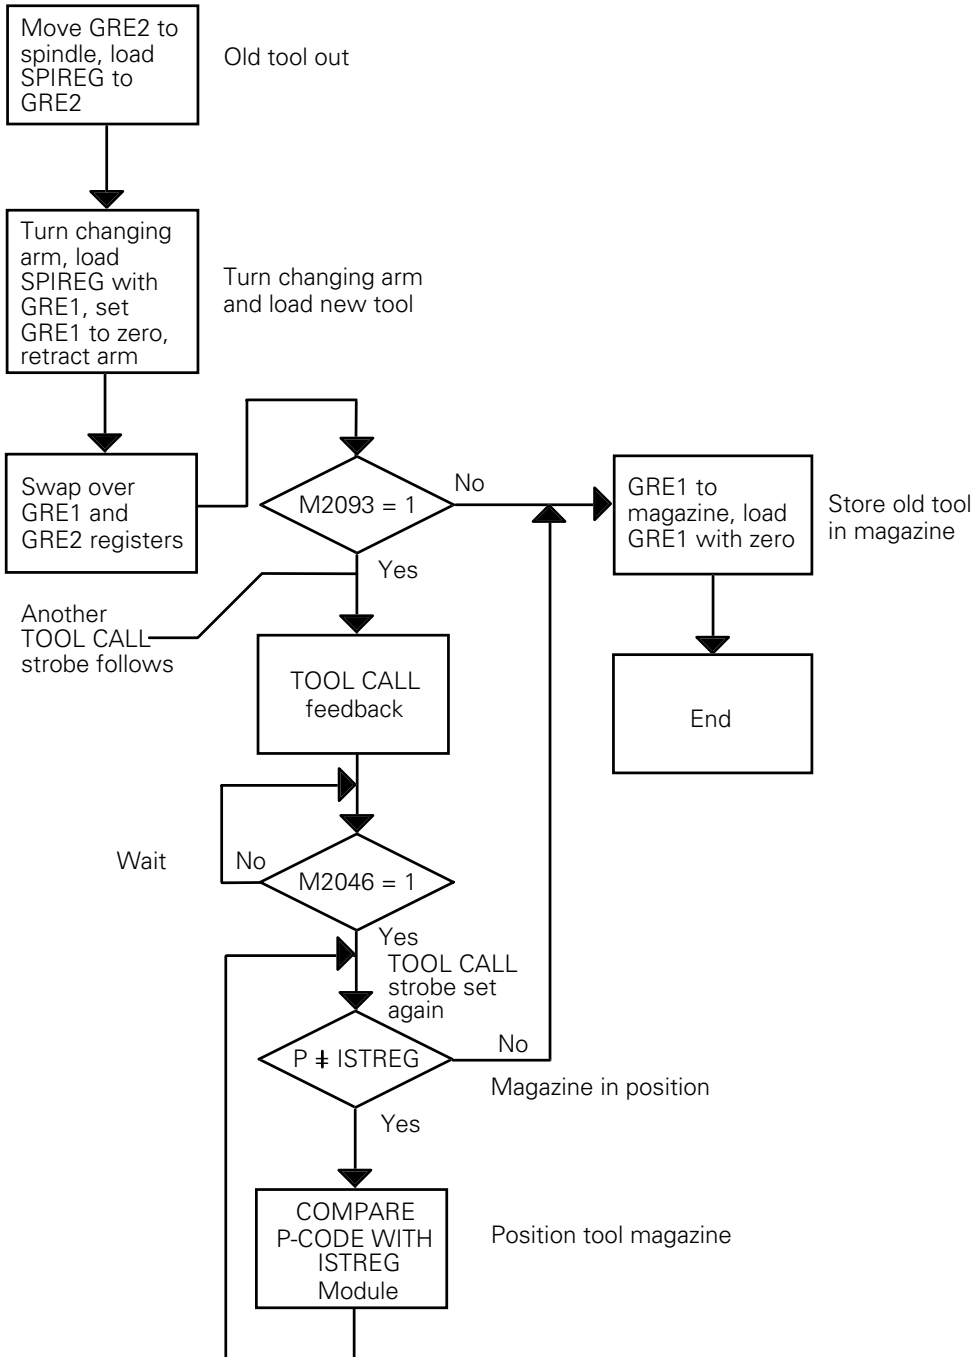 Move GRE2 to
spindle, load
SPIREG to
GRE2
Old tool out
Turn changing
arm, load
SPIREG with
GRE1, set
GRE1 to zero,
retract arm
Turn changing arm
and load new tool
Swap over
GRE1 and
GRE2 registers
M2093 = 1
No
GRE1 to
magazine, load
GRE1 with zero
Store old tool
in magazine
Yes
Another
TOOL CALL
strobe follows
TOOL CALL
feedback
End
Wait
No
M2046 = 1
Yes
TOOL CALL
strobe set
again
P ǂ ISTREG
No
Magazine in position
Yes
COMPARE
P-CODE WITH
ISTREG
Module
Position tool magazine